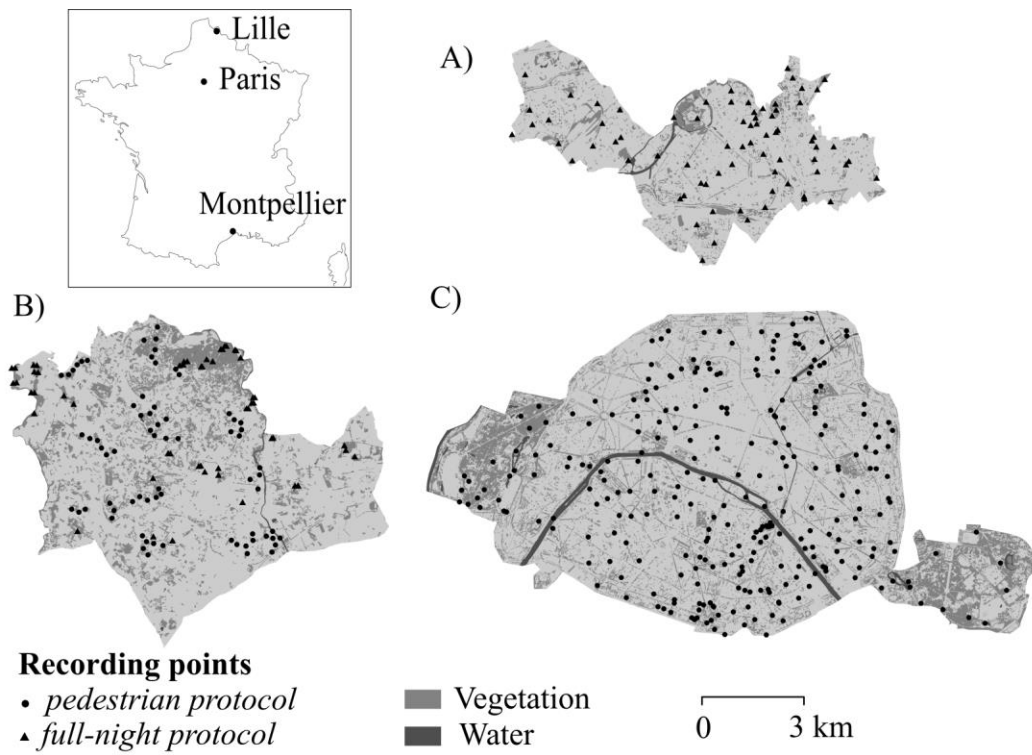 Lille
Paris
Montpellier
A)
B)
C)
Recording points
pedestrian protocol
full-night protocol
Vegetation
Water
0 3 km